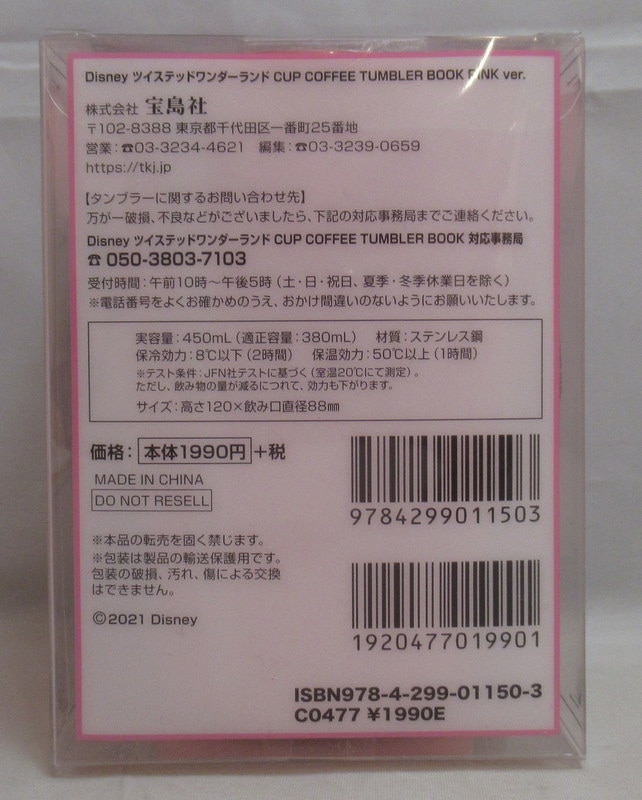 Disney ツイステッドワンダーランド CUP COFFEE TUMBLER BOOK PINK ver.
株式会社 宝島社
〒102-8388 東京都千代田区一番町25番地
営業：☎03-3234-4621 編集：☎03-3239-0659
https://tkj.jp
【タンブラーに関するお問い合わせ先】
万が一破損、不良などがございましたら、下記の対応事務局までご連絡ください。
Disney ツイステッドワンダーランド CUP COFFEE TUMBLER BOOK 対応事務局
☎ 050-3803-7103
受付時間：午前10時〜午後5時（土・日・祝日、夏季・冬季休業日を除く）
※電話番号をよくお確かめのうえ、おかけ間違いのないようにお願いいたします。
実容量：450mL（適正容量：380mL） 材質：ステンレス鋼
保冷効力：8℃以下（2時間） 保温効力：50℃以上（1時間）
※テスト条件：JFN社テストに基づく（室温20℃にて測定）。
ただし、飲み物の量が減るにつれて、効力も下がります。
サイズ：高さ120×飲み口直径88㎜
価格：本体1990円+税
MADE IN CHINA
DO NOT RESELL
※本品の転売を固く禁じます。
※包装は製品の輸送保護用です。
包装の破損、汚れ、傷による交換
はできません。
©2021 Disney
9784299011503
1920477019901
ISBN978-4-299-01150-3
C0477 ¥1990E